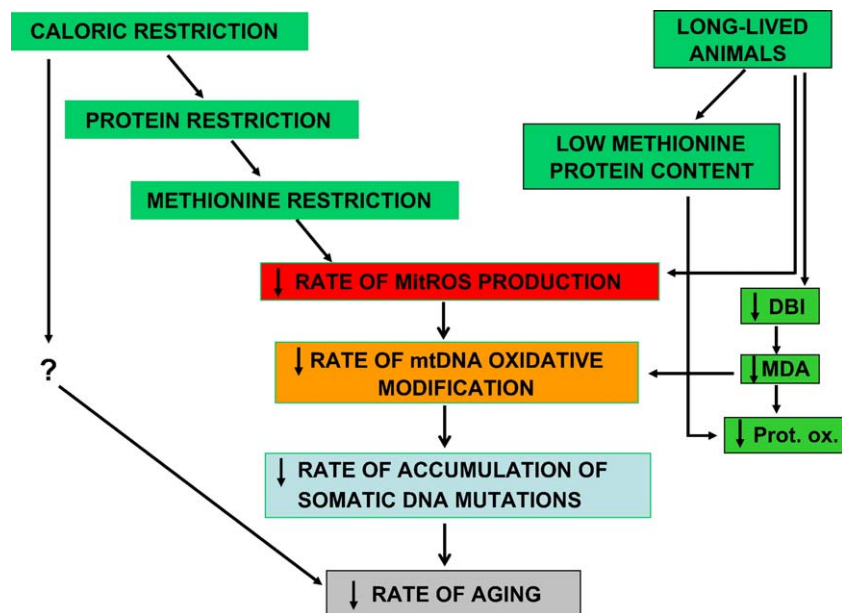 CALORIC RESTRICTION
LONG-LIVED
ANIMALS
PROTEIN RESTRICTION
LOW METHIONINE
PROTEIN CONTENT
METHIONINE RESTRICTION
↓ RATE OF MitROS PRODUCTION
↓ DBI
?
↓ RATE OF mtDNA OXIDATIVE
MODIFICATION
↓ MDA
↓ Prot. ox.
↓ RATE OF ACCUMULATION OF
SOMATIC DNA MUTATIONS
↓ RATE OF AGING